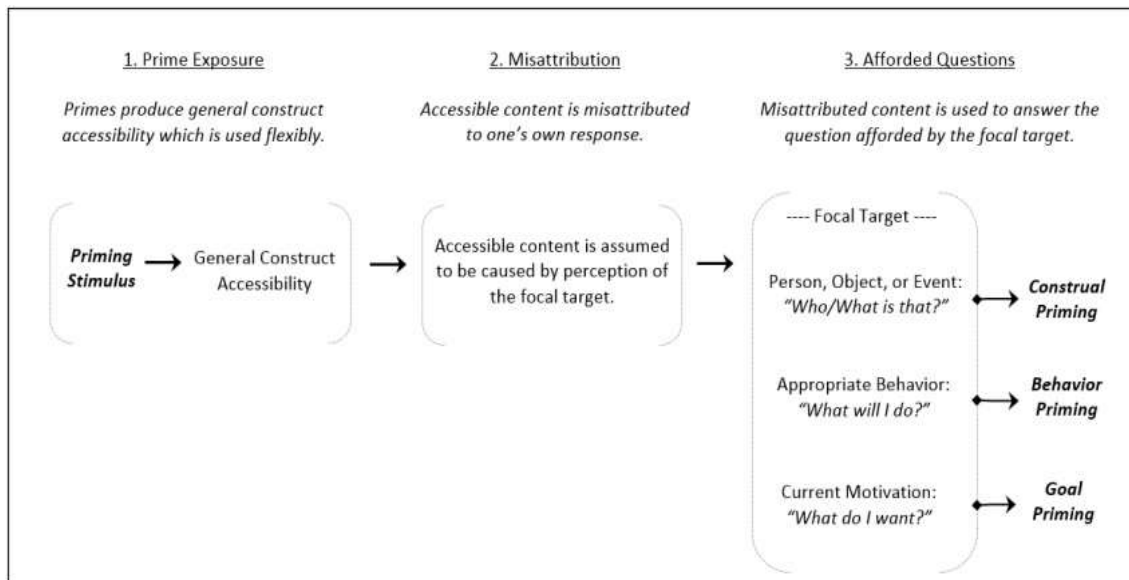 1. Prime Exposure
Primes produce general construct
accessibility which is used flexibly.
Priming
Stimulus
General Construct
Accessibility
2. Misattribution
Accessible content is misattributed
to one's own response.
Accessible content is assumed
to be caused by perception of
the focal target.
3. Afforded Questions
Misattributed content is used to answer the
question afforded by the focal target.
---- Focal Target ----
Person, Object, or Event:
"Who/What is that?"
Construal
Priming
Appropriate Behavior:
"What will I do?"
Behavior
Priming
Current Motivation:
"What do I want?"
Goal
Priming